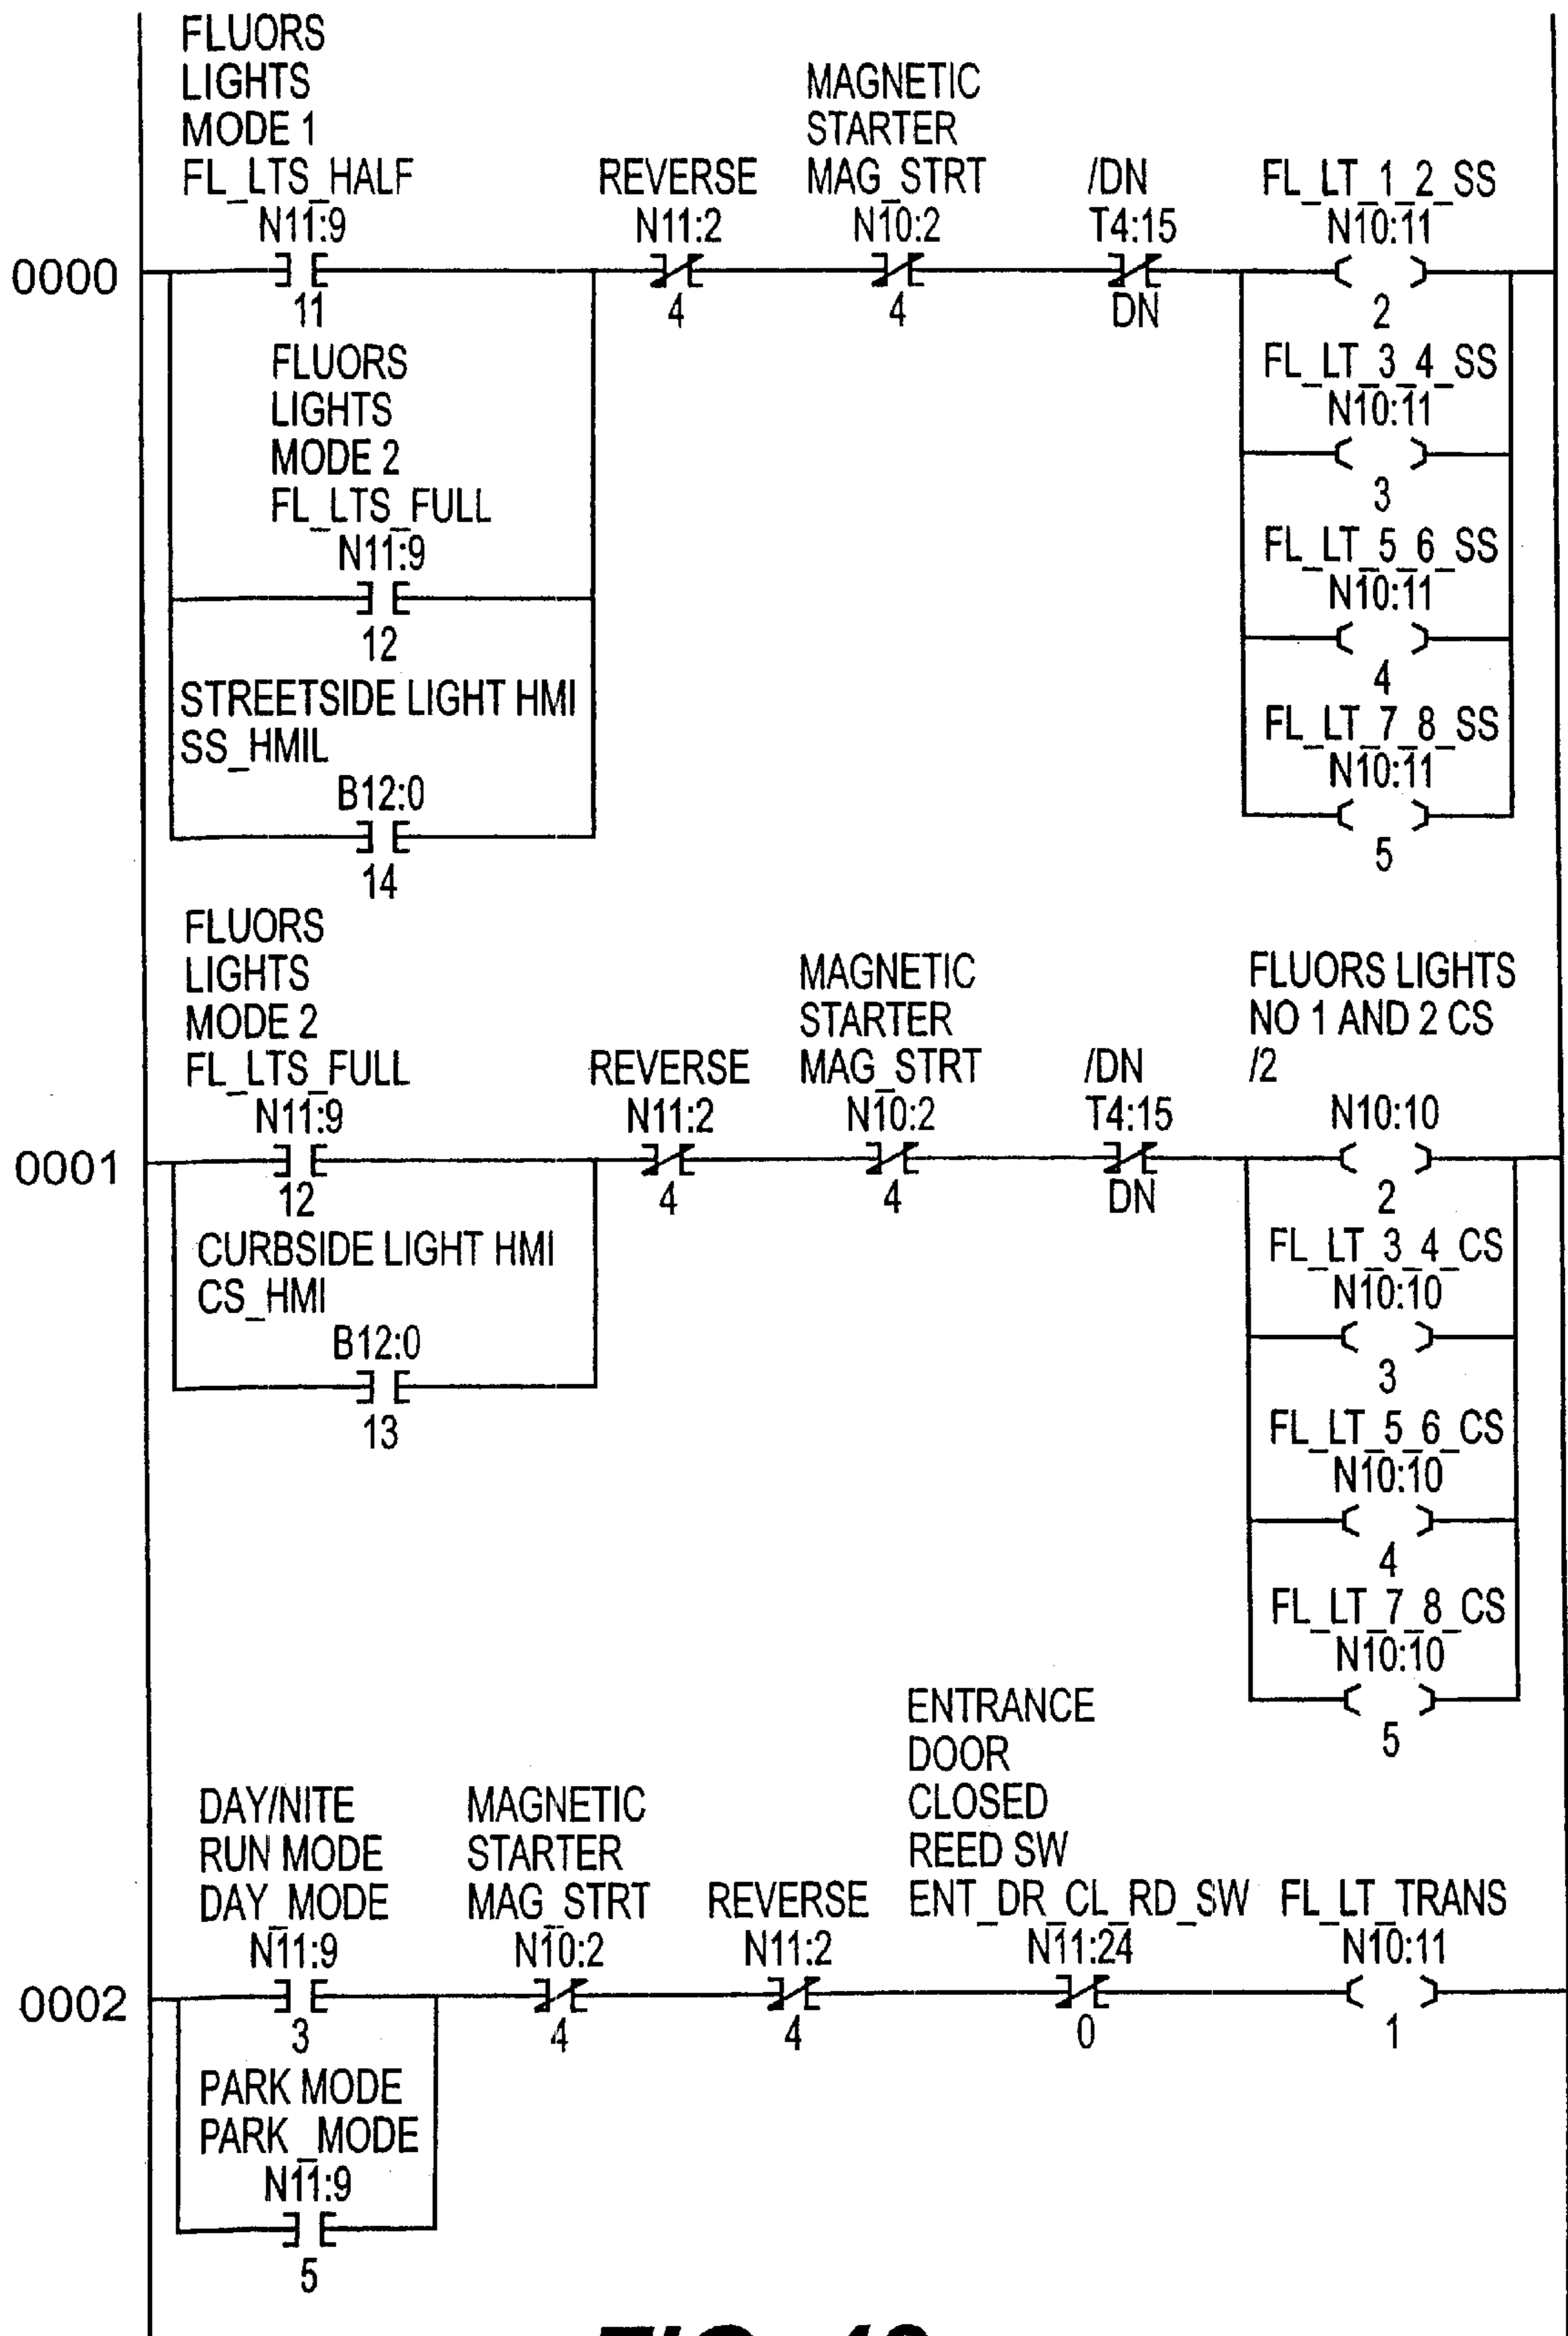 FLUORS
LIGHTS
MODE 1
FL_LTS_HALF
N11:9
11
REVERSE
N11:2
4
MAGNETIC
STARTER
MAG_STRT
N10:2
4
/DN
T4:15
DN
FL_LT_1_2_SS
N10:11
2
0000
FLUORS
LIGHTS
MODE 2
FL_LTS_FULL
N11:9
12
STREETSIDE LIGHT HMI
SS_HMIL
B12:0
14
FL_LT_3_4_SS
N10:11
3
FL_LT_5_6_SS
N10:11
4
FL_LT_7_8_SS
N10:11
5
FLUORS
LIGHTS
MODE 2
FL_LTS_FULL
N11:9
12
REVERSE
N11:2
4
MAGNETIC
STARTER
MAG_STRT
N10:2
4
/DN
T4:15
DN
FLUORS LIGHTS
NO 1 AND 2 CS
/2
N10:10
2
0001
CURBSIDE LIGHT HMI
CS_HMI
B12:0
13
FL_LT_3_4_CS
N10:10
3
FL_LT_5_6_CS
N10:10
4
FL_LT_7_8_CS
N10:10
5
DAY/NITE
RUN MODE
DAY_MODE
N11:9
3
MAGNETIC
STARTER
MAG_STRT
N10:2
4
REVERSE
N11:2
4
ENTRANCE
DOOR
CLOSED
REED SW
ENT_DR_CL_RD_SW
N11:24
0
FL_LT_TRANS
N10:11
1
0002
PARK MODE
PARK_MODE
N11:9
5